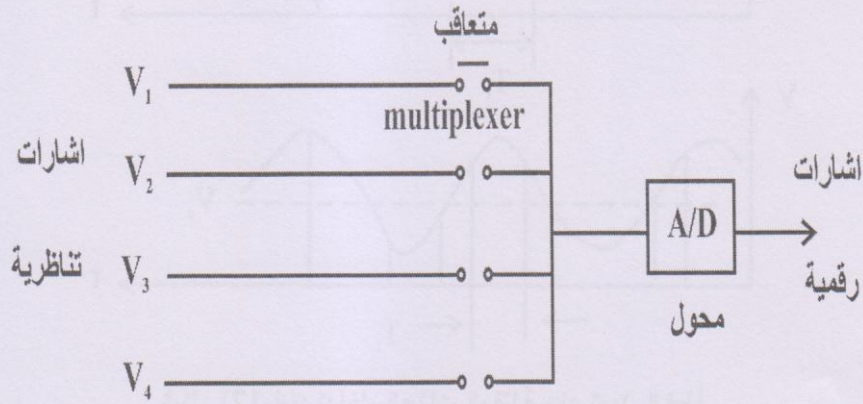 متعاقب
V₁
multiplexer
اشارات
V₂
اشارات
A/D
تناظرية
V₃
رقمية
محول
V₄